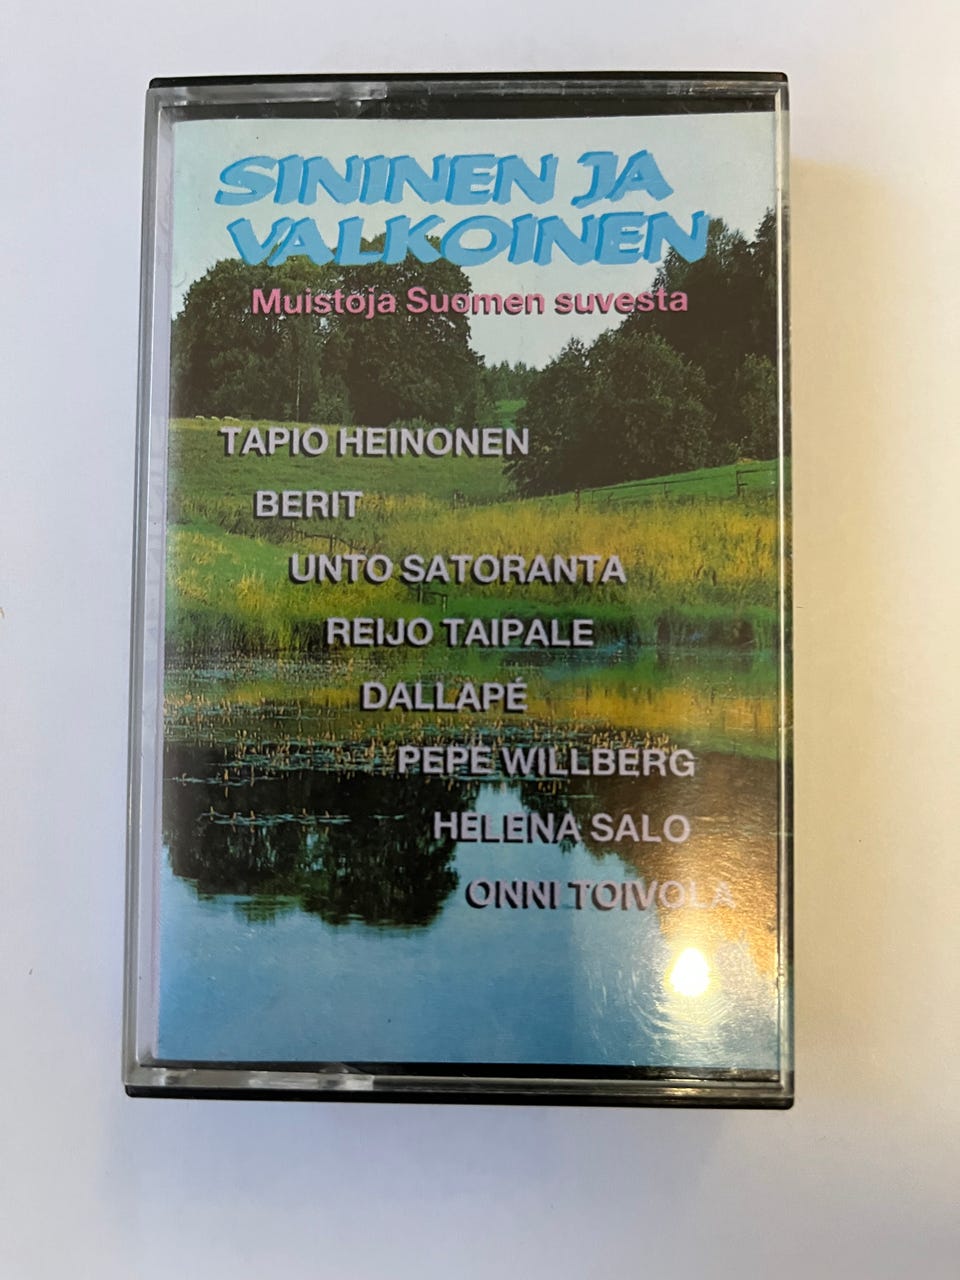 SININEN JA
VALKOINEN
Muistoja Suomen suvesta
TAPIO HEINONEN
BERIT
UNTO SATORANTA
REIJO TAIPALE
DALLAPÉ
PEPE WILLBERG
HELENA SALO
ONNI TOIVOLA